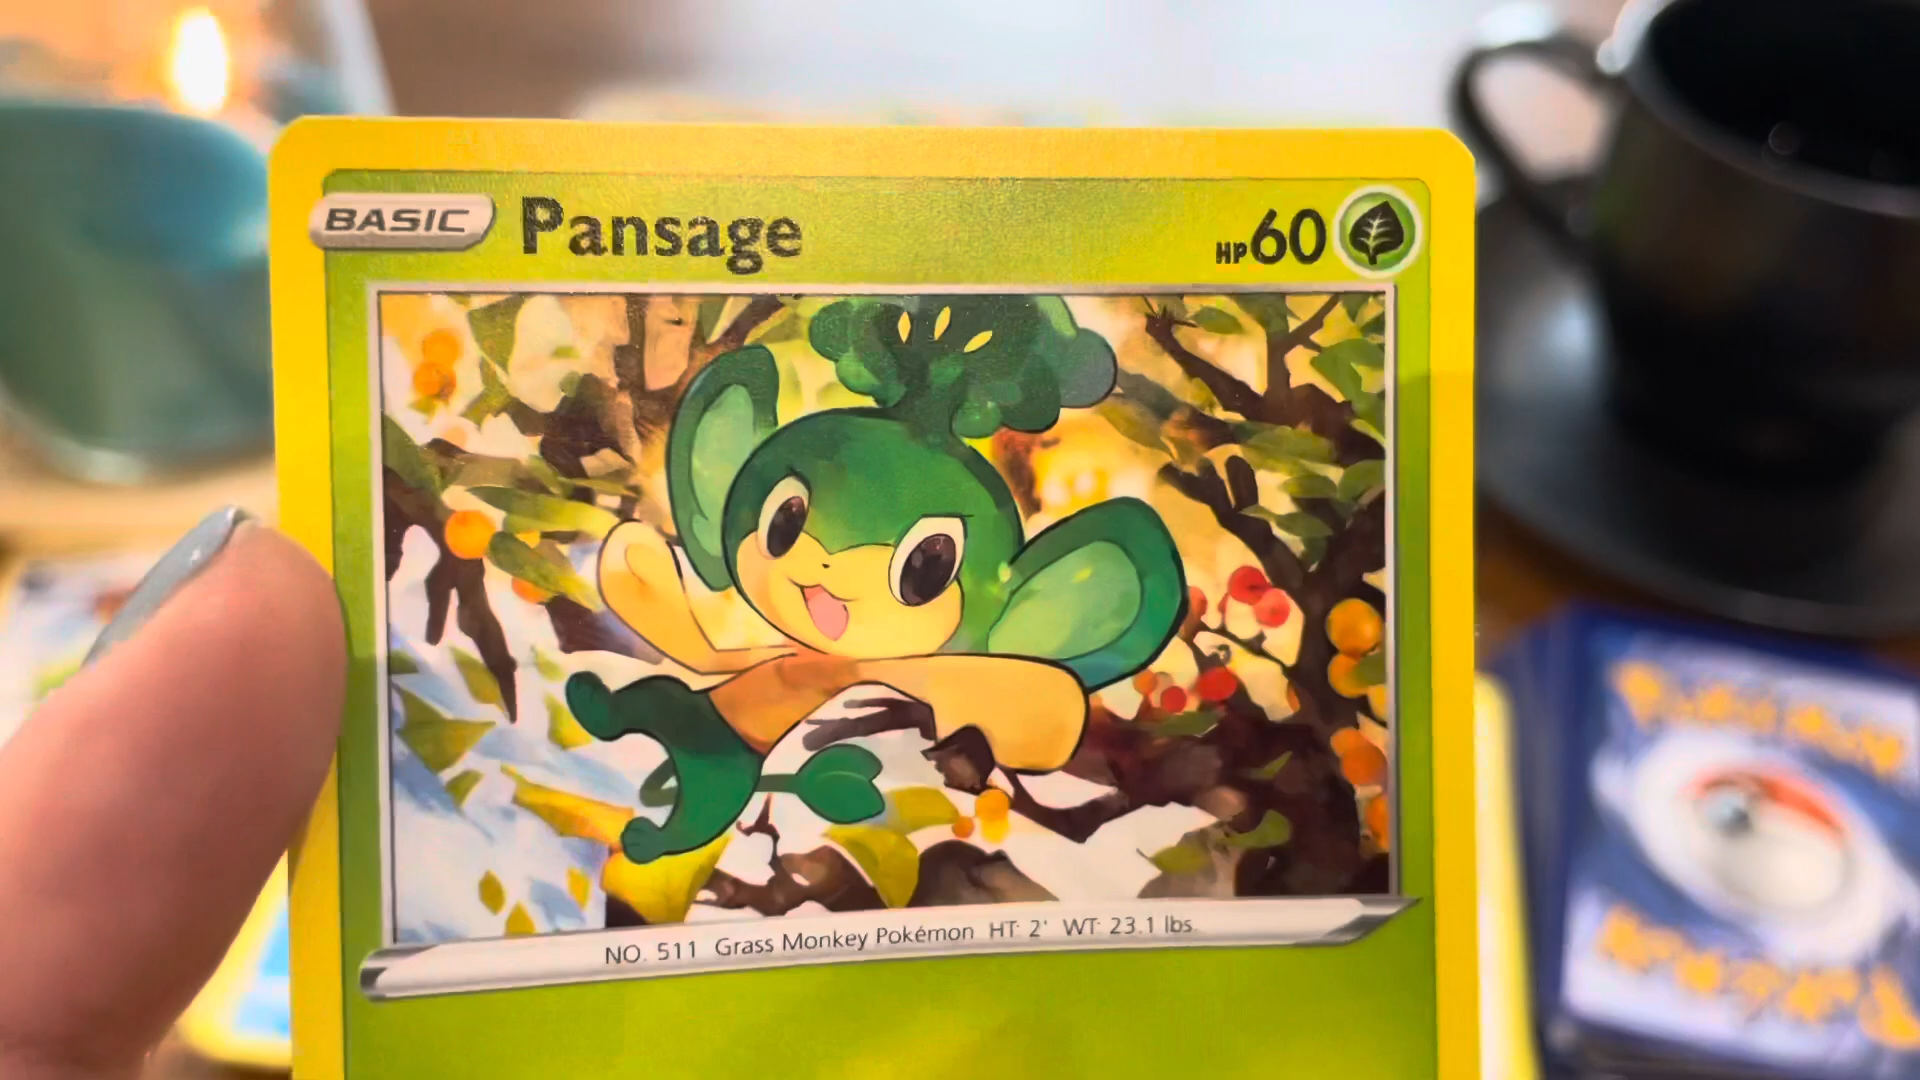 BASIC Pansage HP60
NO. 511 Grass Monkey Pokémon HT: 2' WT: 23.1 lbs.